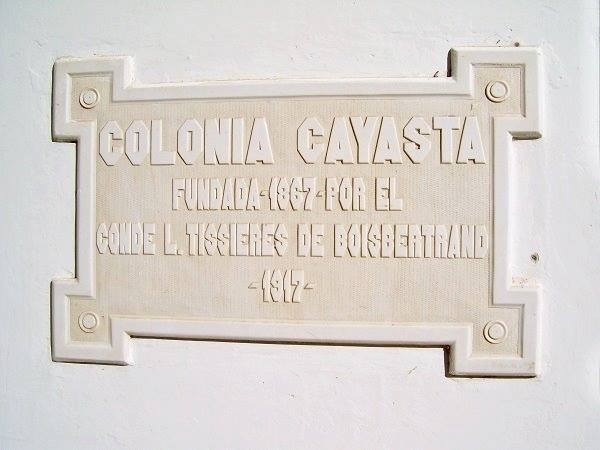 COLONIA CAYASTA
FUNDADA-1867-POR EL
CONDE L. TISSIERES DE BOISBERTRAND
-1917-